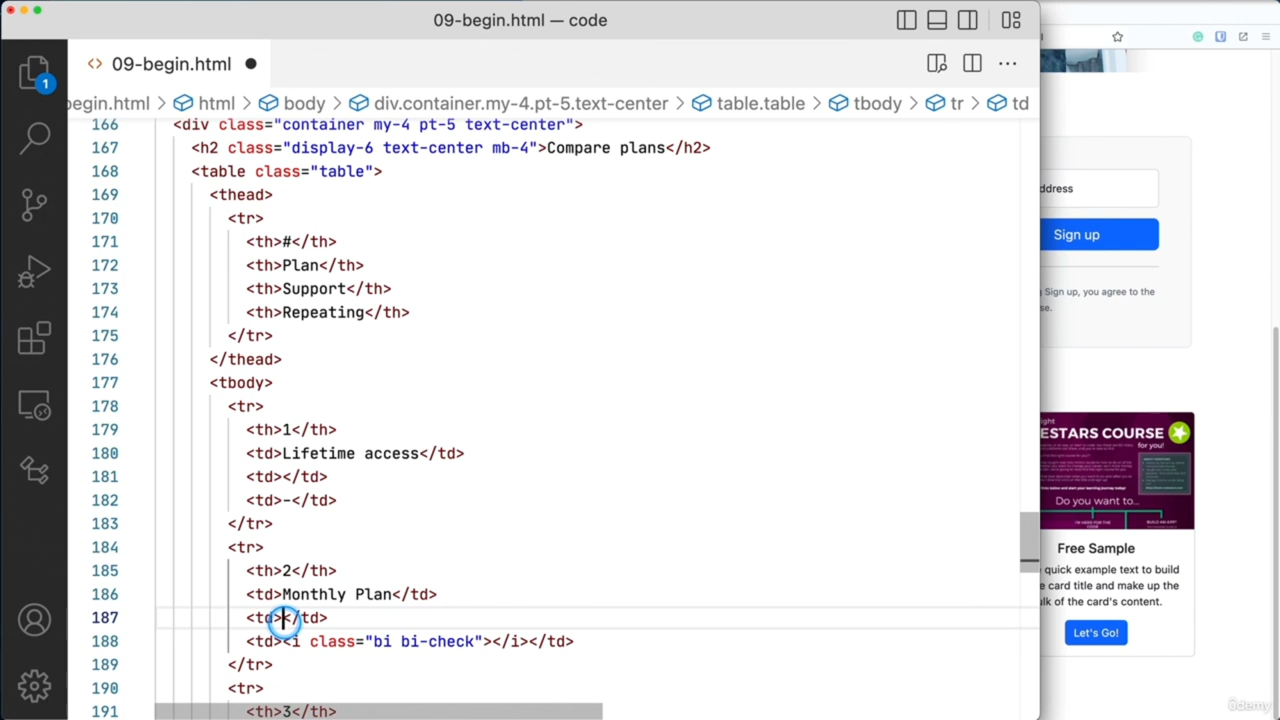 09-begin.html — code
09-begin.html
1
begin.html > html > body > div.container.my-4.pt-5.text-center > table.table > tbody > tr > td
166 <div class="container my-4 pt-5 text-center">
167 <h2 class="display-6 text-center mb-4">Compare plans</h2>
168 <table class="table">
169 <thead>
170 <tr>
171 <th>#</th>
172 <th>Plan</th>
173 <th>Support</th>
174 <th>Repeating</th>
175 </tr>
176 </thead>
177 <tbody>
178 <tr>
179 <th>1</th>
180 <td>Lifetime access</td>
181 <td></td>
182 <td>-</td>
183 </tr>
184 <tr>
185 <th>2</th>
186 <td>Monthly Plan</td>
187 <td></td>
188 <td><i class="bi bi-check"></i></td>
189 </tr>
190 <tr>
191 <th>3</th>
ddress
Sign up
Sign up, you agree to the
se.
ESTARS COURSE
for you!
Do you want to...
Free Sample
quick example text to build
card title and make up the
lk of the card's content.
Let's Go!
ûdemy